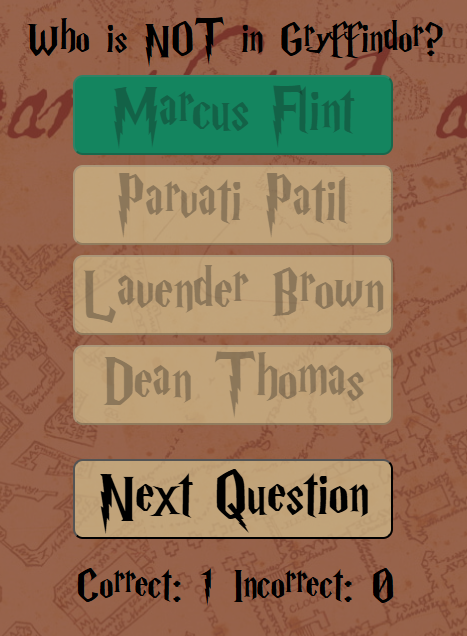 Who is NOT in Gryffindor?
Marcus Flint
Parvati Patil
Lavender Brown
Dean Thomas
Next Question
Correct: 1 Incorrect: 0